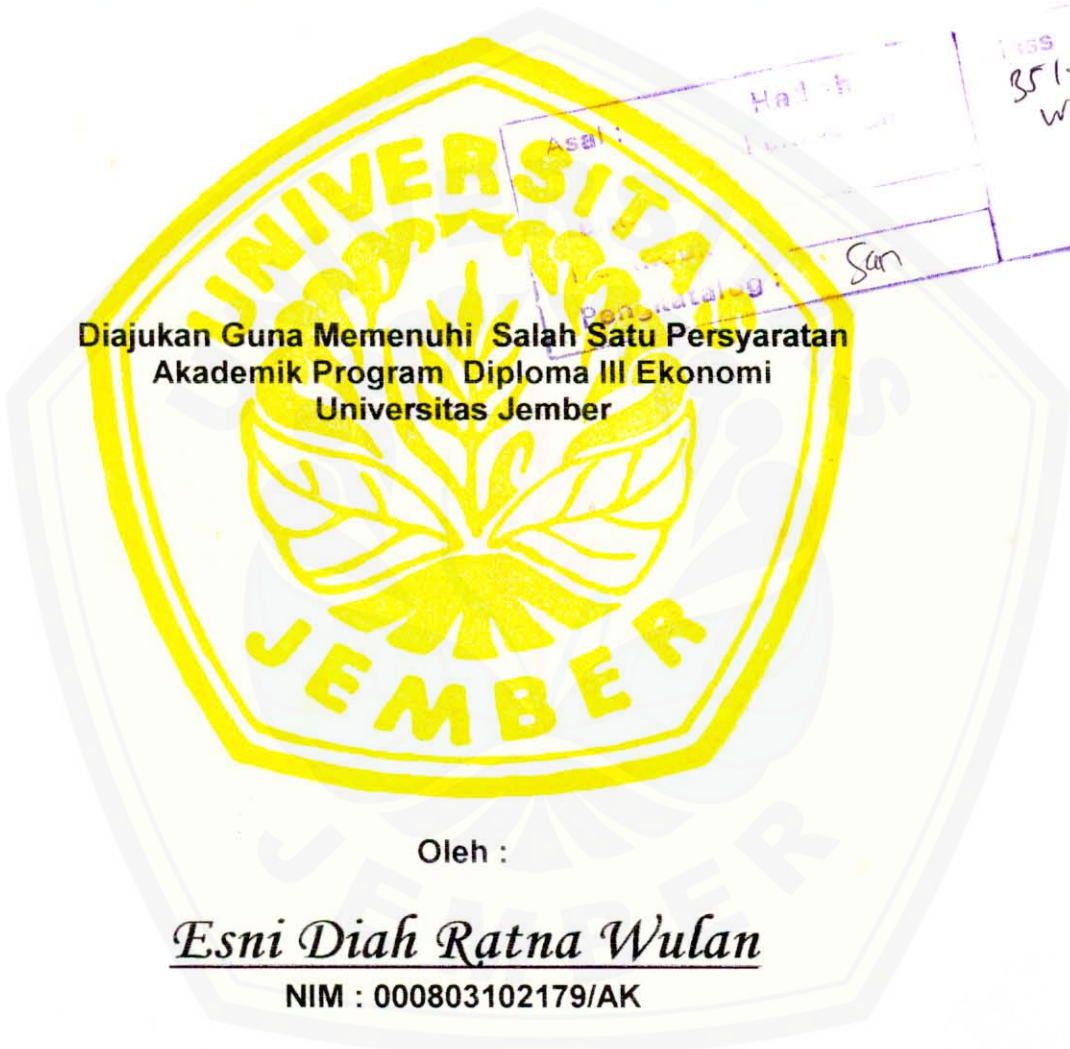 Asal :
Pengkatalog :
San
UNIVERSITAS
Diajukan Guna Memenuhi Salah Satu Persyaratan
Akademik Program Diploma III Ekonomi
Universitas Jember
JEMBER
Oleh :
Esni Diah Ratna Wulan
NIM : 000803102179/AK